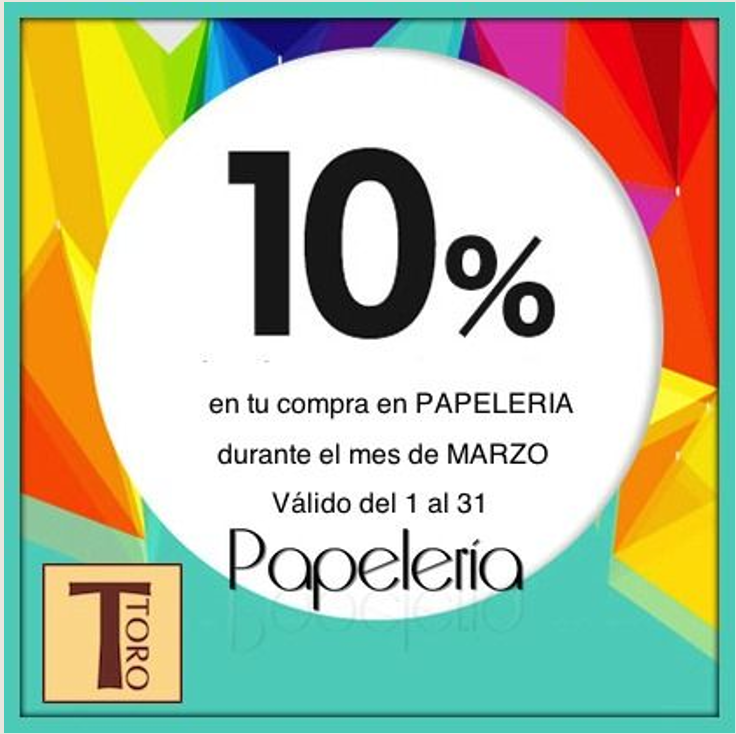 10%
en tu compra en PAPELERIA
durante el mes de MARZO
Válido del 1 al 31
Papelería
T
TORO